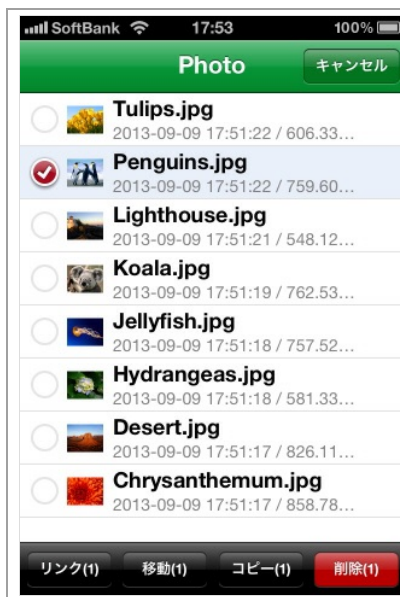 SoftBank 17:53 100%
Photo キャンセル
Tulips.jpg
2013-09-09 17:51:22 / 606.33…
Penguins.jpg
2013-09-09 17:51:22 / 759.60…
Lighthouse.jpg
2013-09-09 17:51:21 / 548.12…
Koala.jpg
2013-09-09 17:51:19 / 762.53…
Jellyfish.jpg
2013-09-09 17:51:18 / 757.52…
Hydrangeas.jpg
2013-09-09 17:51:18 / 581.33…
Desert.jpg
2013-09-09 17:51:17 / 826.11…
Chrysanthemum.jpg
2013-09-09 17:51:17 / 858.78…
リンク(1) 移動(1) コピー(1) 削除(1)